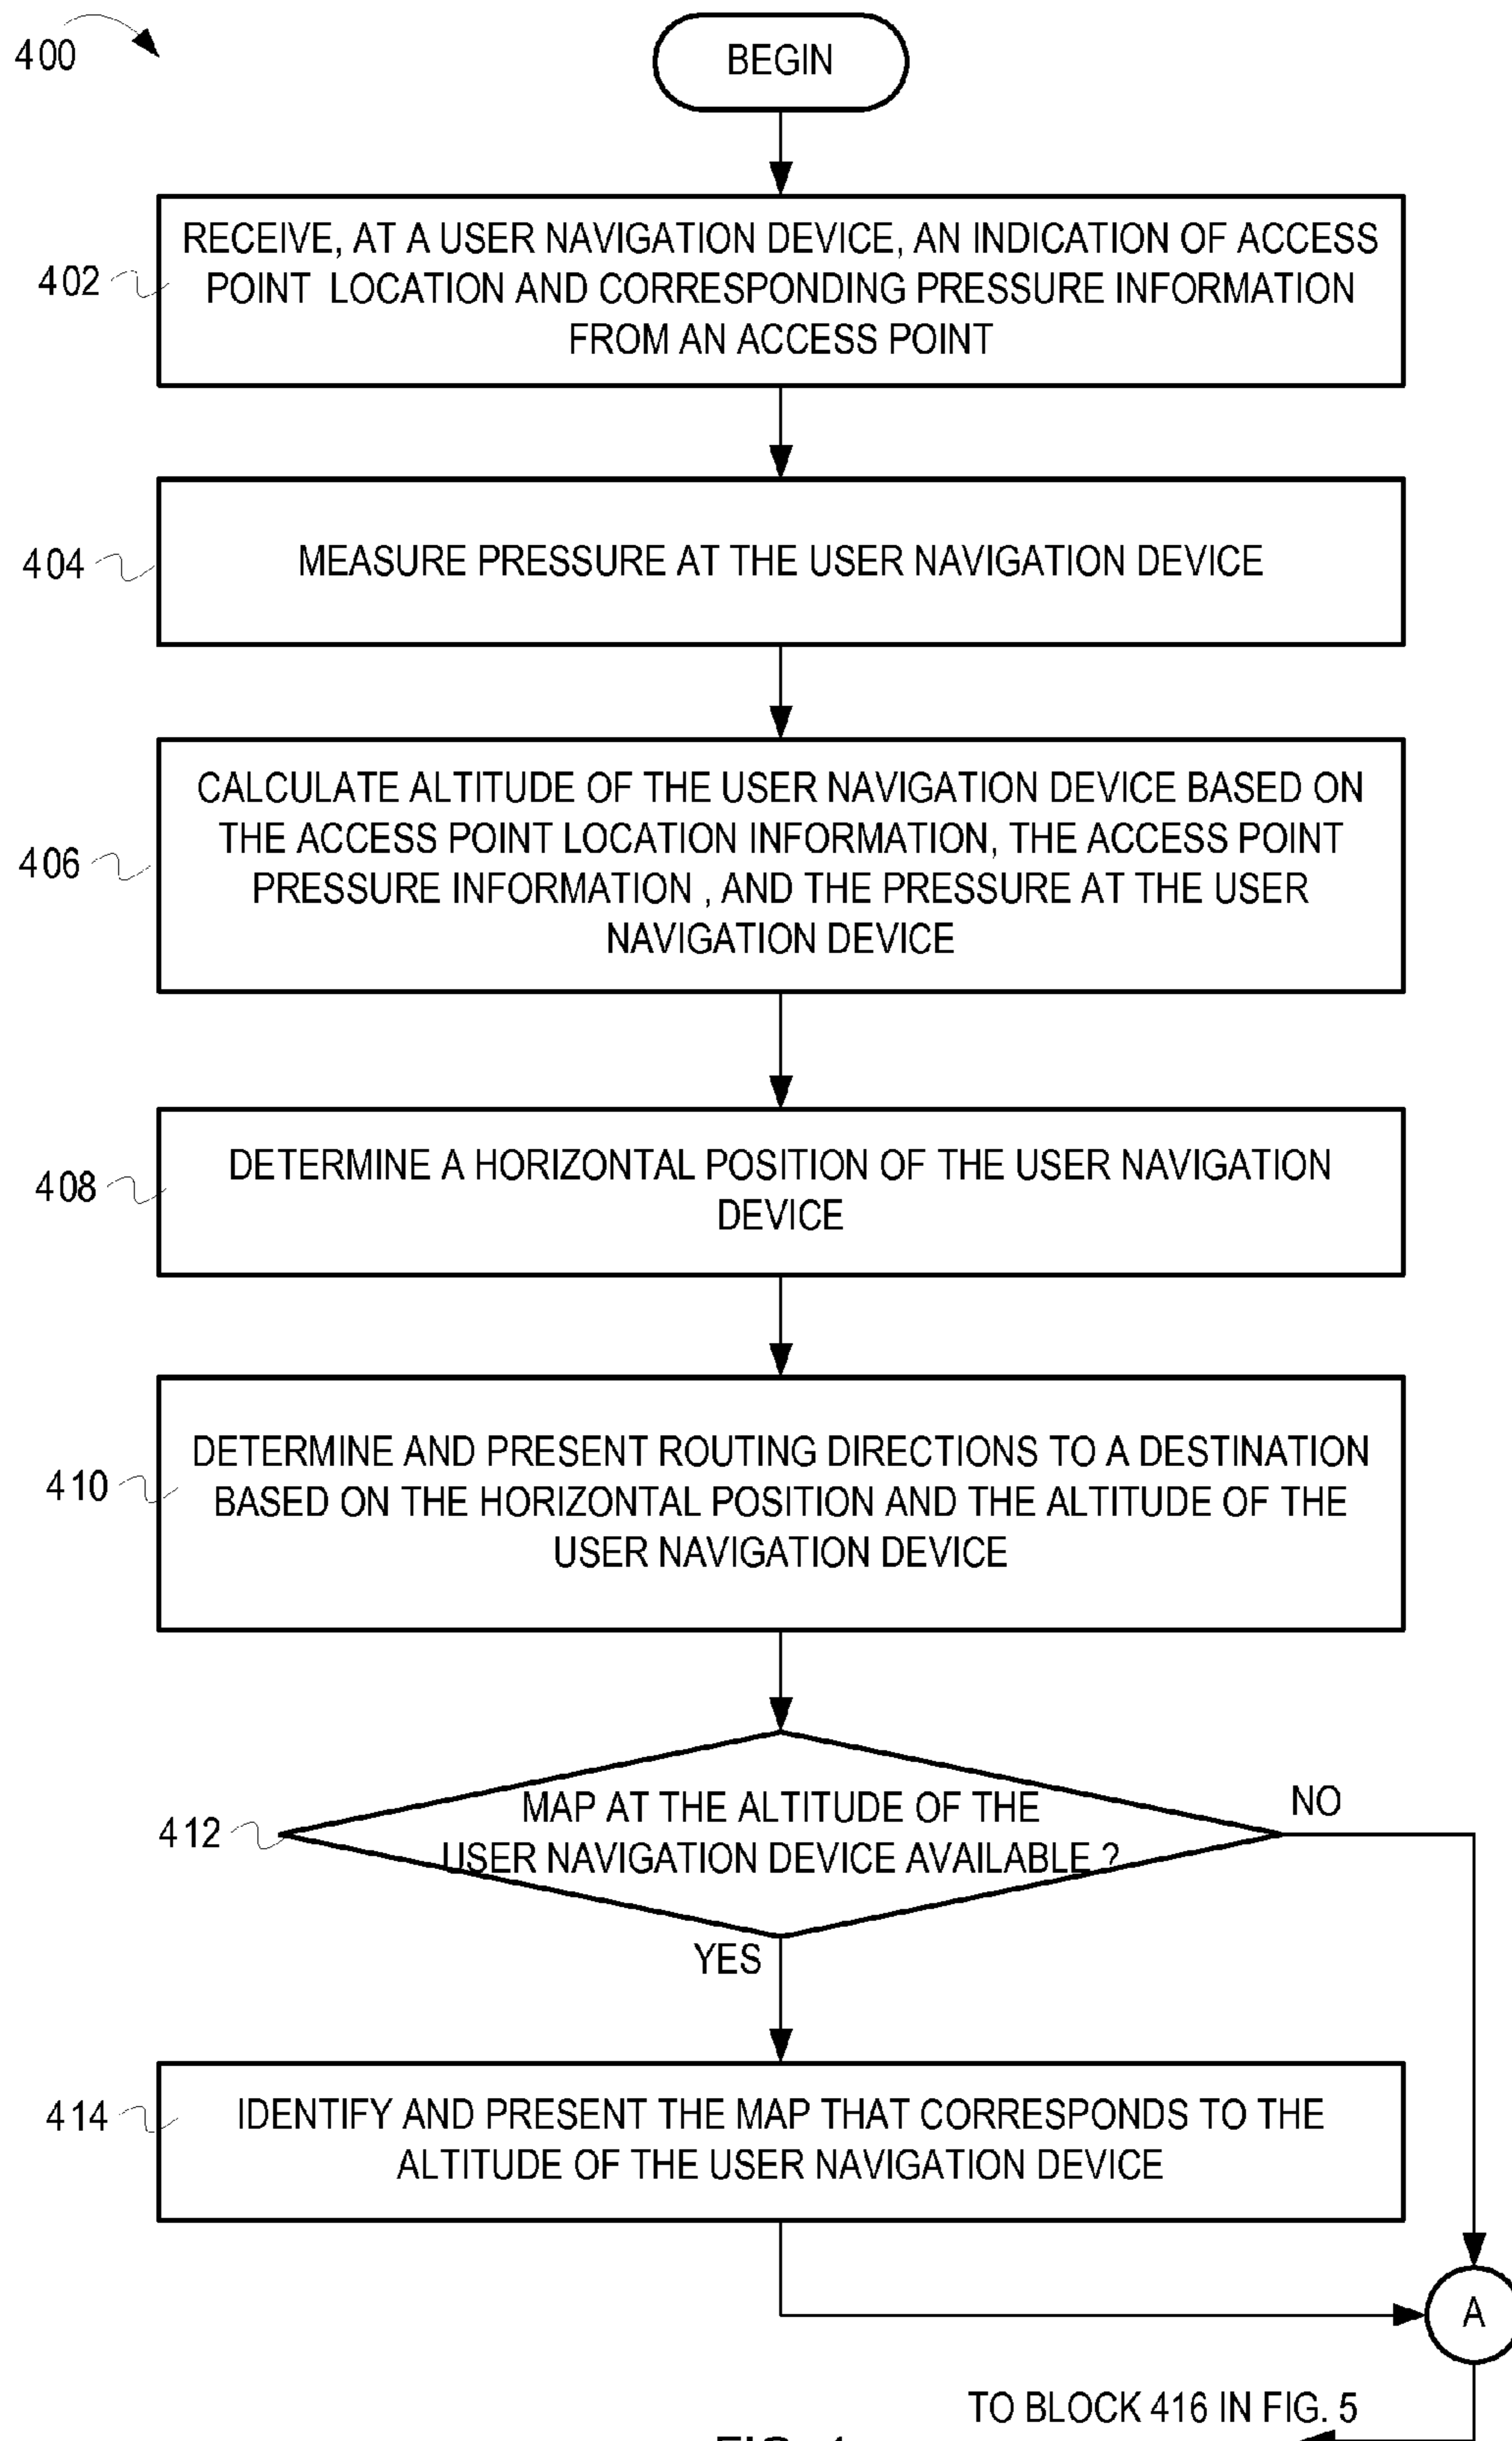 400
BEGIN
402
RECEIVE, AT A USER NAVIGATION DEVICE, AN INDICATION OF ACCESS
POINT LOCATION AND CORRESPONDING PRESSURE INFORMATION
FROM AN ACCESS POINT
404
MEASURE PRESSURE AT THE USER NAVIGATION DEVICE
406
CALCULATE ALTITUDE OF THE USER NAVIGATION DEVICE BASED ON
THE ACCESS POINT LOCATION INFORMATION, THE ACCESS POINT
PRESSURE INFORMATION , AND THE PRESSURE AT THE USER
NAVIGATION DEVICE
408
DETERMINE A HORIZONTAL POSITION OF THE USER NAVIGATION
DEVICE
410
DETERMINE AND PRESENT ROUTING DIRECTIONS TO A DESTINATION
BASED ON THE HORIZONTAL POSITION AND THE ALTITUDE OF THE
USER NAVIGATION DEVICE
412
MAP AT THE ALTITUDE OF THE
USER NAVIGATION DEVICE AVAILABLE ?
NO
YES
414
IDENTIFY AND PRESENT THE MAP THAT CORRESPONDS TO THE
ALTITUDE OF THE USER NAVIGATION DEVICE
A
TO BLOCK 416 IN FIG. 5